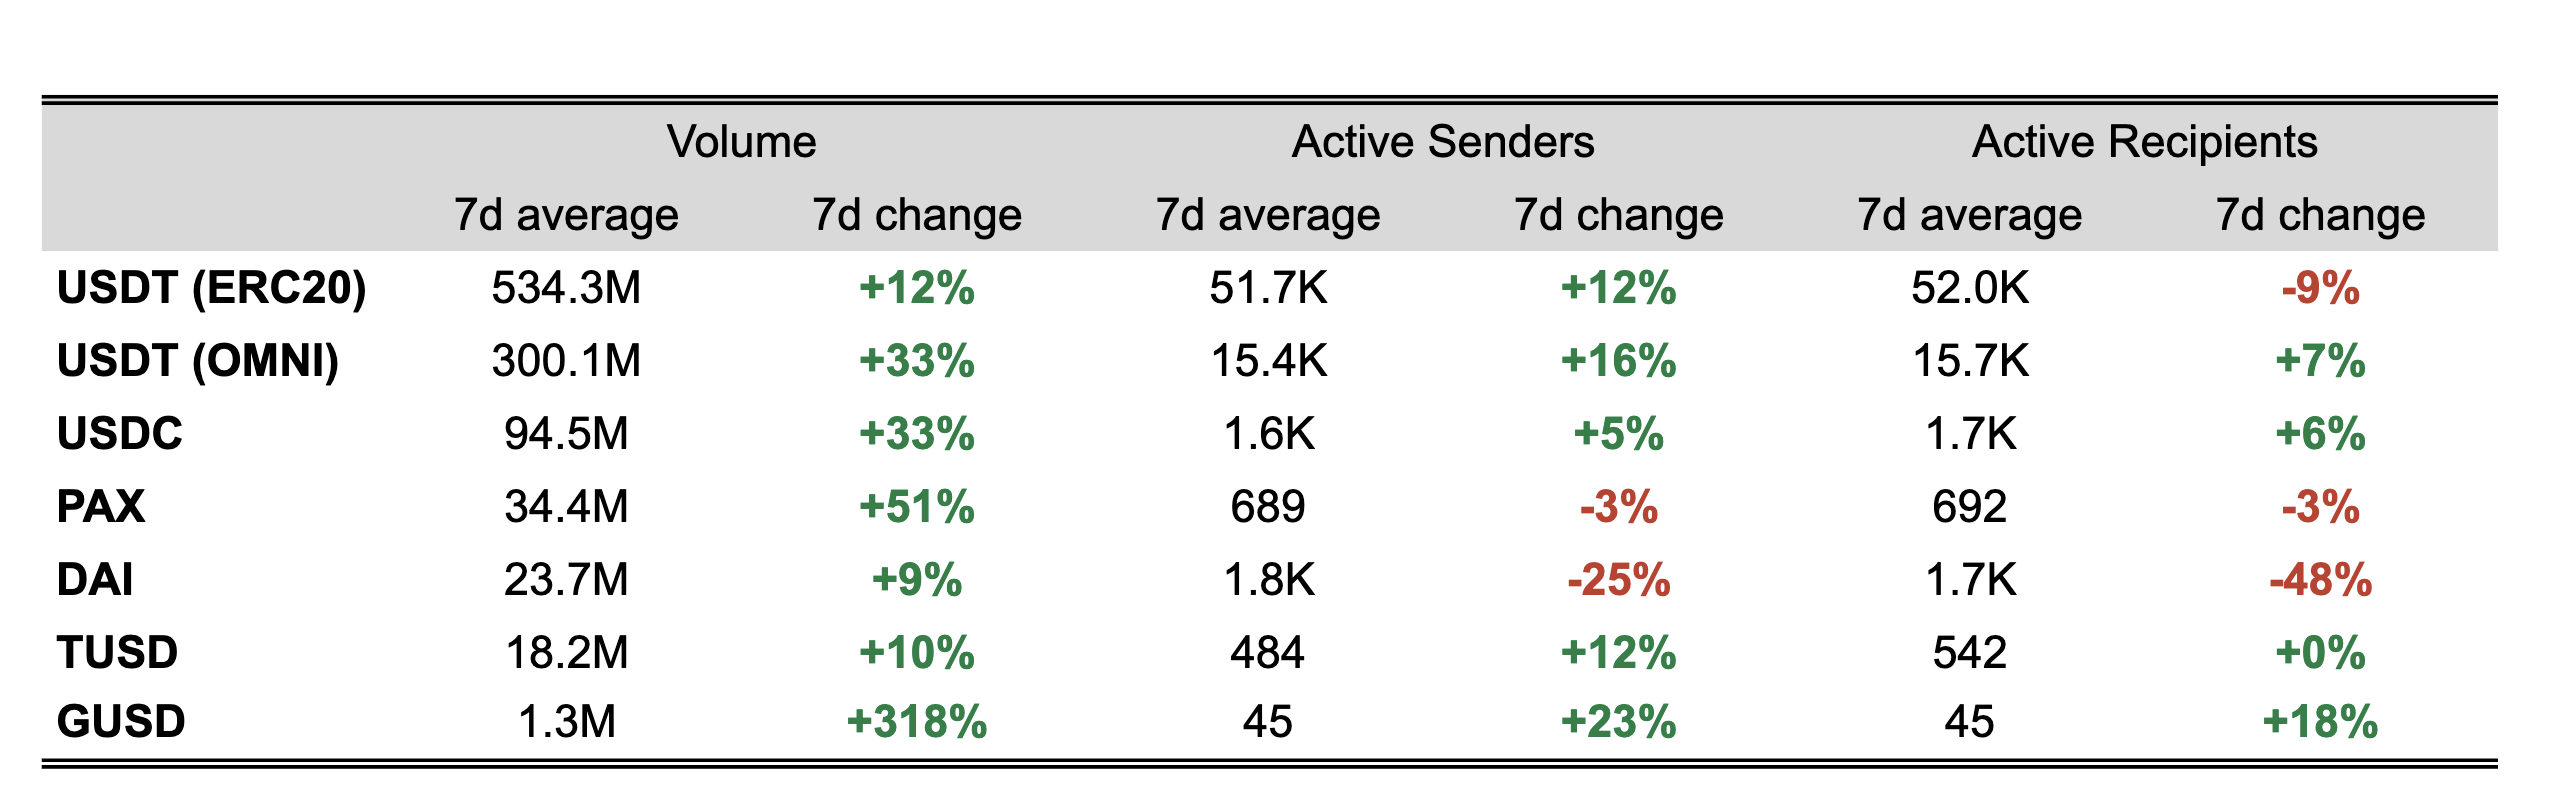 Volume Active Senders Active Recipients
7d average 7d change 7d average 7d change 7d average 7d change
USDT (ERC20) 534.3M +12% 51.7K +12% 52.0K -9%
USDT (OMNI) 300.1M +33% 15.4K +16% 15.7K +7%
USDC 94.5M +33% 1.6K +5% 1.7K +6%
PAX 34.4M +51% 689 -3% 692 -3%
DAI 23.7M +9% 1.8K -25% 1.7K -48%
TUSD 18.2M +10% 484 +12% 542 +0%
GUSD 1.3M +318% 45 +23% 45 +18%